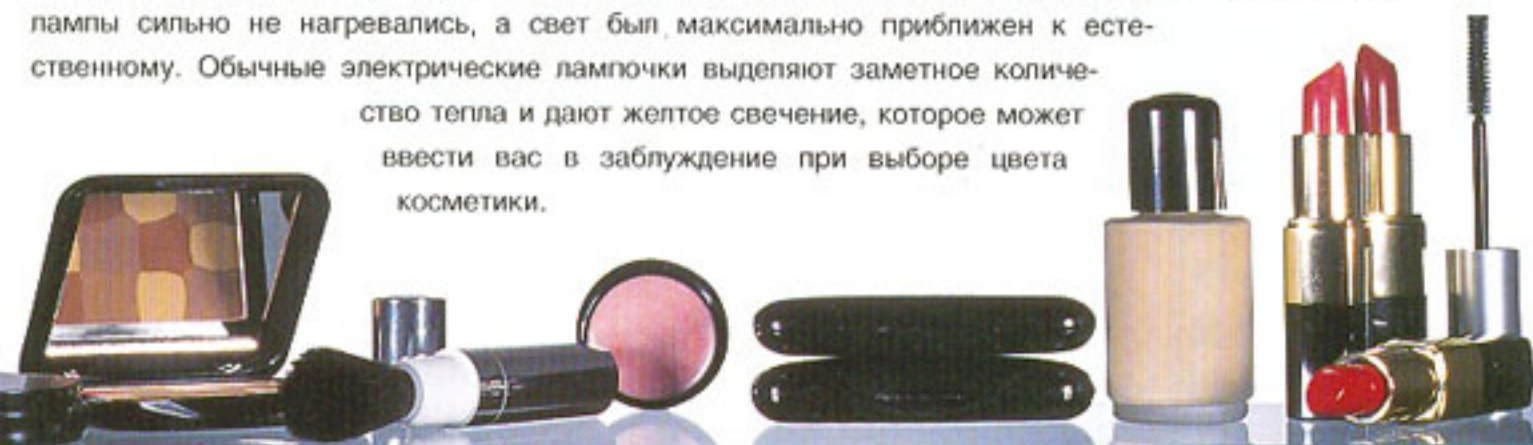 лампы сильно не нагревались, а свет был максимально приближен к есте-
ственному. Обычные электрические лампочки выделяют заметное количе-
ство тепла и дают желтое свечение, которое может
ввести вас в заблуждение при выборе цвета
косметики.